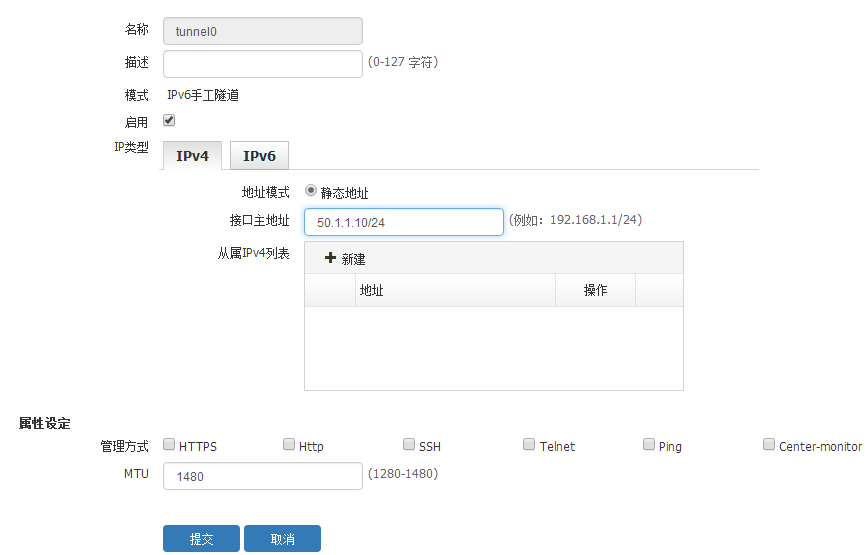 名称 tunnel0
描述 (0-127 字符)
模式 IPv6手工隧道
启用
IP类型 IPv4 IPv6
地址模式 静态地址
接口主地址 50.1.1.10/24 (例如：192.168.1.1/24)
从属IPv4列表 新建
地址 操作
属性设定
管理方式 HTTPS Http SSH Telnet Ping Center-monitor
MTU 1480 (1280-1480)
提交 取消